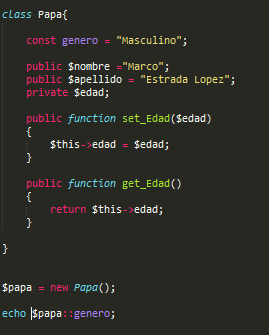 class Papa{
const genero = "Masculino";
public $nombre ="Marco";
public $apellido = "Estrada Lopez";
private $edad;
public function set_Edad($edad)
{
$this->edad = $edad;
}
public function get_Edad()
{
return $this->edad;
}
}
$papa = new Papa();
echo $papa::genero;